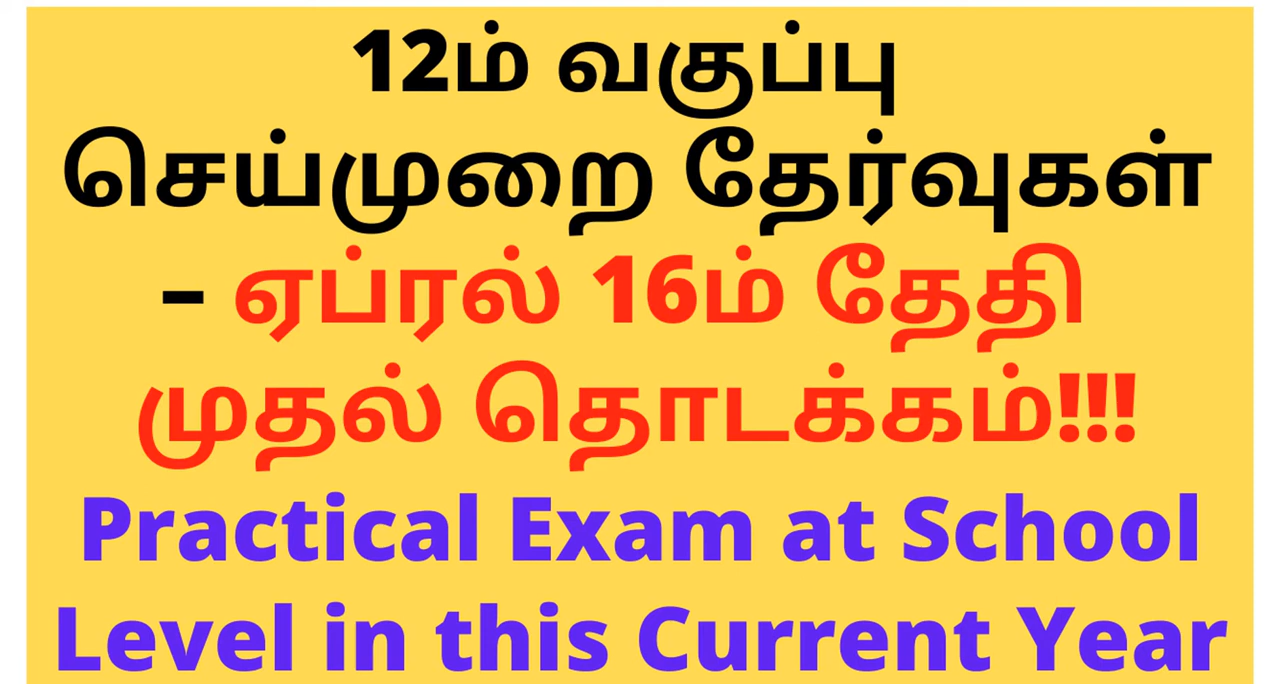 12ம் வகுப்பு
செய்முறை தேர்வுகள்
– ஏப்ரல் 16ம் தேதி
முதல் தொடக்கம்!!!
Practical Exam at School
Level in this Current Year